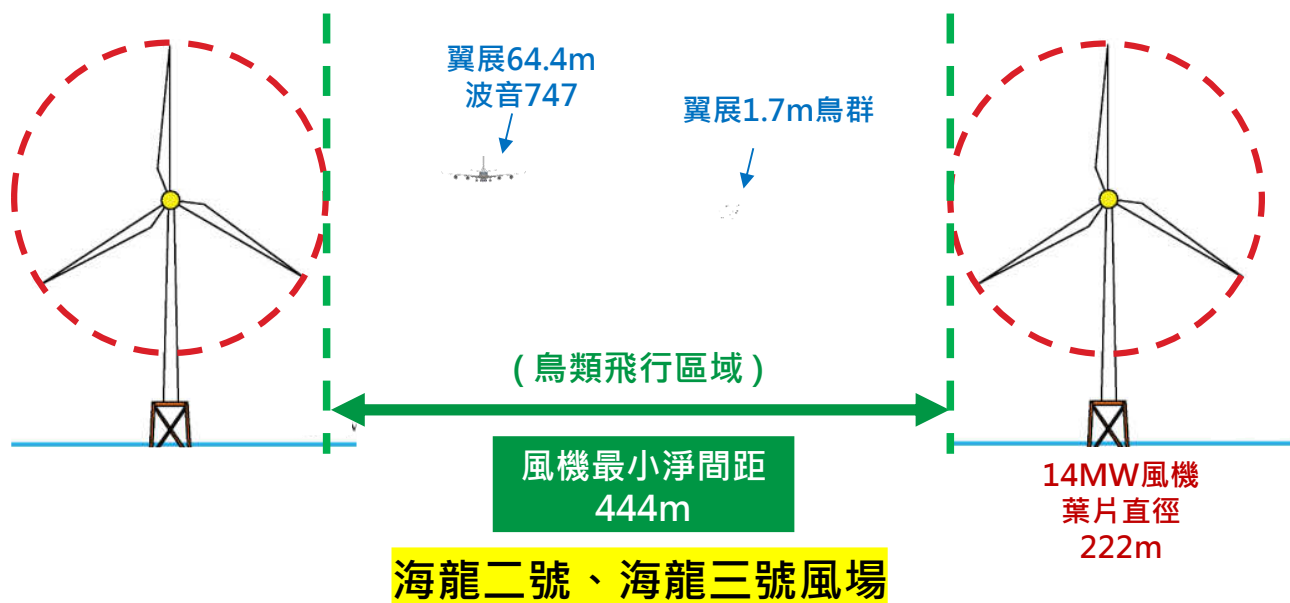 翼展64.4m
波音747
翼展1.7m鳥群
(鳥類飛行區域)
風機最小淨間距
444m
14MW風機
葉片直徑
222m
海龍二號、海龍三號風場